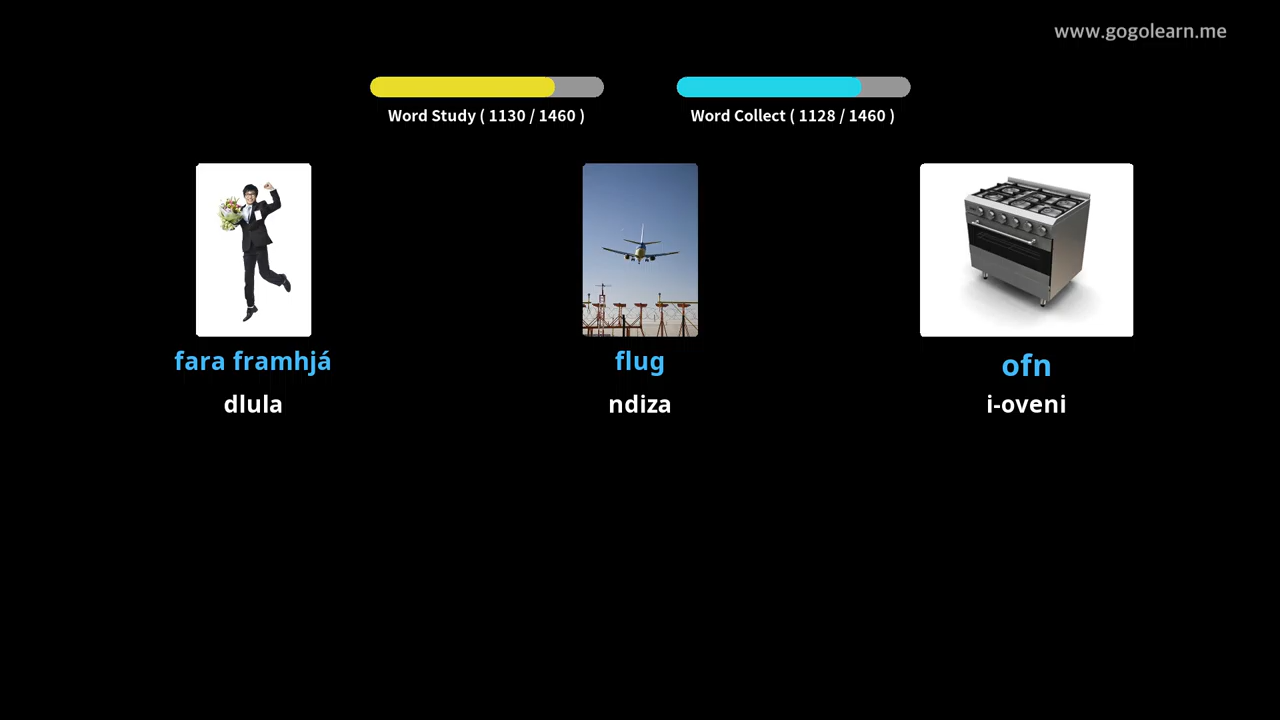 www.gogolearn.me
Word Study ( 1130 / 1460 )
Word Collect ( 1128 / 1460 )
fara framhjá
flug
ofn
dlula
ndiza
i-oveni